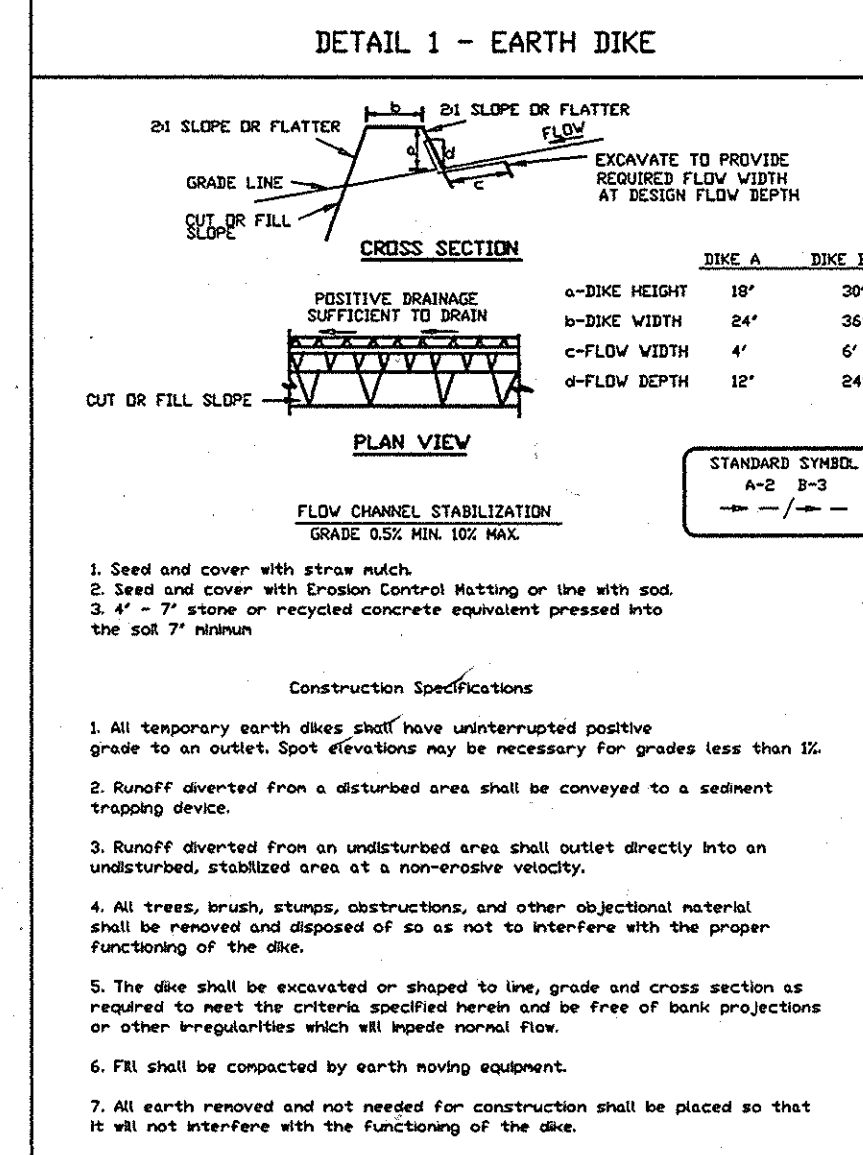 DETAIL 1 - EARTH DIKE
b
2:1 SLOPE OR FLATTER
2:1 SLOPE OR FLATTER
FLOW
a
d
EXCAVATE TO PROVIDE
REQUIRED FLOW WIDTH
AT DESIGN FLOW DEPTH
GRADE LINE
c
CUT OR FILL
SLOPE
CROSS SECTION
DIKE A
a-DIKE HEIGHT 18" 30"
b-DIKE WIDTH 24" 36
c-FLOW WIDTH 4' 6'
d-FLOW DEPTH 12" 24
DIKE
POSITIVE DRAINAGE
SUFFICIENT TO DRAIN
CUT OR FILL SLOPE
PLAN VIEW
STANDARD SYMBOL
A-2 B-3
FLOW CHANNEL STABILIZATION
GRADE 0.5% MIN. 10% MAX.
1. Seed and cover with straw mulch.
2. Seed and cover with Erosion Control Matting or line with sod.
3. 4" - 7" stone or recycled concrete equivalent pressed into
the soil 7" minimum
Construction Specifications
1. All temporary earth dikes shall have uninterrupted positive
grade to an outlet. Spot elevations may be necessary for grades less than 1%.
2. Runoff diverted from a disturbed area shall be conveyed to a sediment
trapping device.
3. Runoff diverted from an undisturbed area shall outlet directly into an
undisturbed, stabilized area at a non-erosive velocity.
4. All trees, brush, stumps, obstructions, and other objectional material
shall be removed and disposed of so as not to interfere with the proper
functioning of the dike.
5. The dike shall be excavated or shaped to line, grade and cross section as
required to meet the criteria specified herein and be free of bank projections
or other irregularities which will impede normal flow.
6. Fill shall be compacted by earth moving equipment.
7. All earth removed and not needed for construction shall be placed so that
it will not interfere with the functioning of the dike.